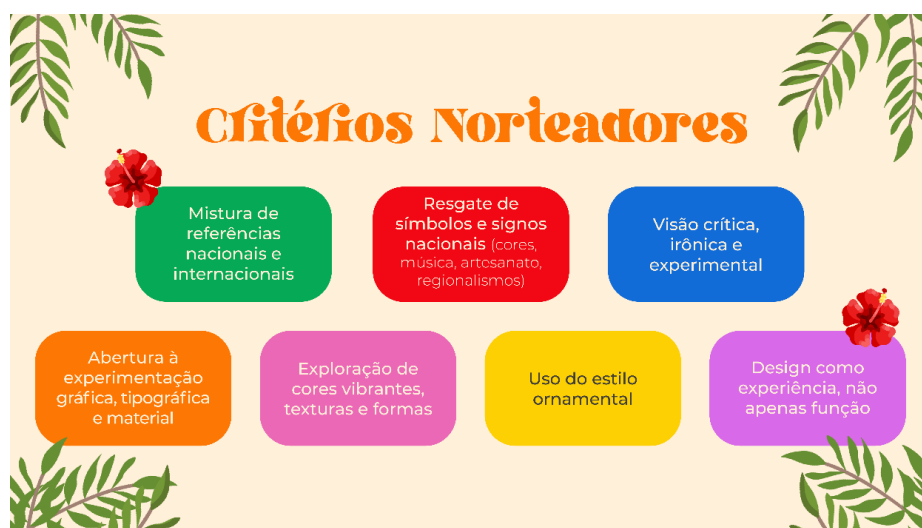 Critérios Norteadores
Mistura de
referências
nacionais e
internacionais
Resgate de
símbolos e signos
nacionais (cores,
música, artesanato,
regionalismos)
Visão crítica,
irônica e
experimental
Abertura à
experimentação
gráfica, tipográfica
e material
Exploração de
cores vibrantes,
texturas e formas
Uso do estilo
ornamental
Design como
experiência, não
apenas função